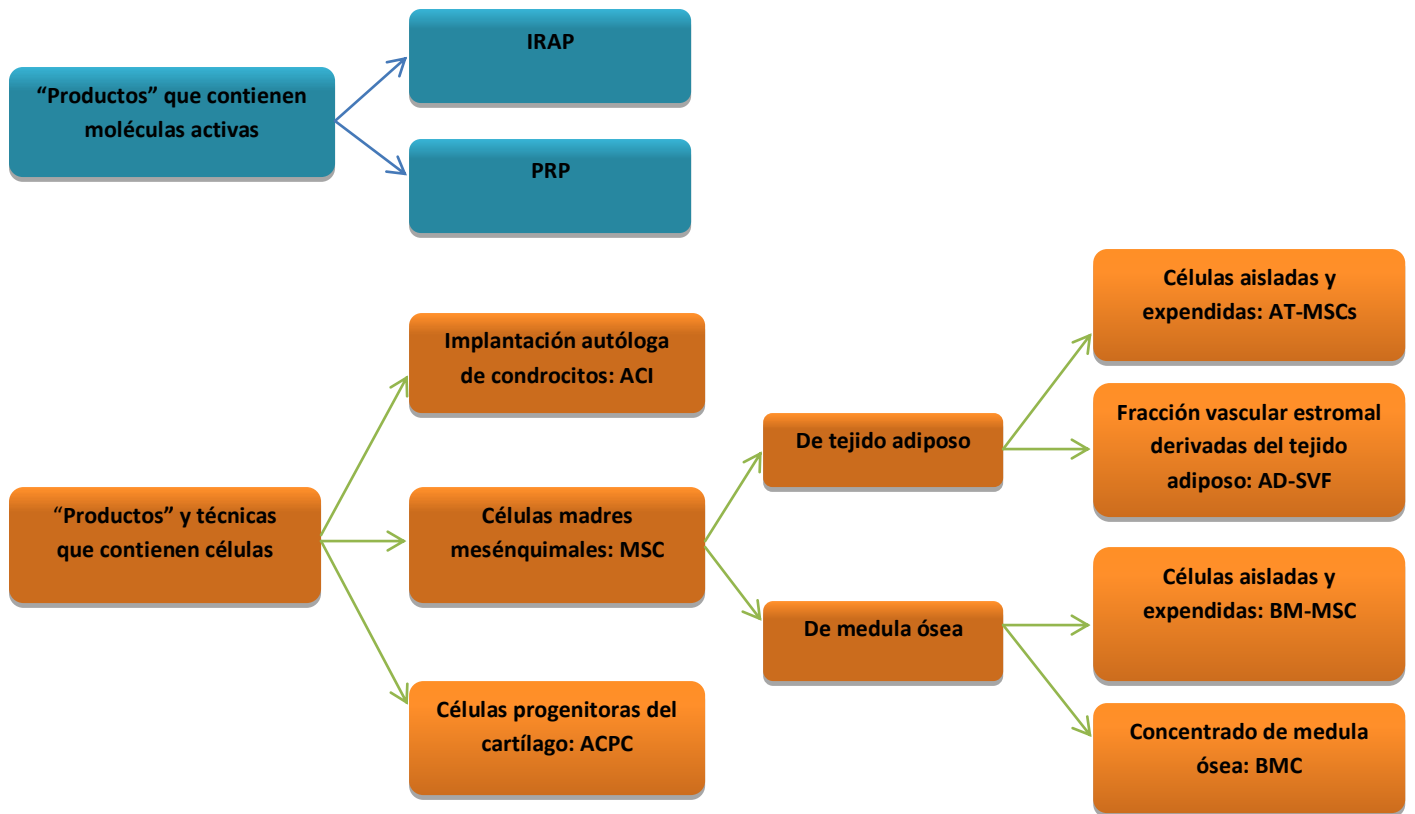 IRAP
“Productos” que contienen
moléculas activas
PRP
Células aisladas y
expendidas: AT-MSCs
Implantación autóloga
de condrocitos: ACI
Fracción vascular estromal
derivadas del tejido
adiposo: AD-SVF
De tejido adiposo
“Productos” y técnicas
que contienen células
Células madres
mesénquimales: MSC
Células aisladas y
expendidas: BM-MSC
De medula ósea
Células progenitoras del
cartílago: ACPC
Concentrado de medula
ósea: BMC